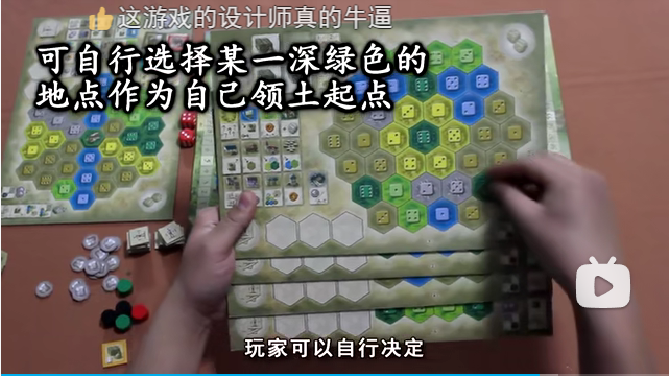 这游戏的设计师真的牛逼
可自行选择某一深绿色的
地点作为自己领土起点
玩家可以自行决定